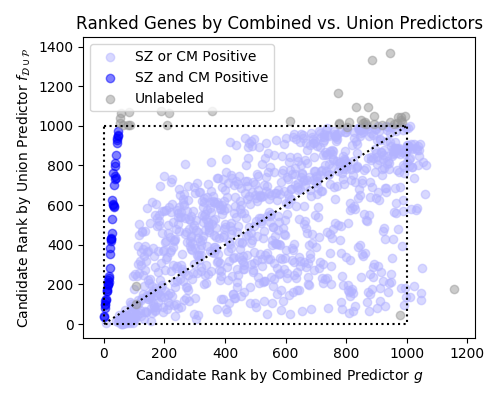 Ranked Genes by Combined vs. Union Predictors
SZ or CM Positive
SZ and CM Positive
Unlabeled
1400
1200
1000
800
600
400
200
0
0 200 400 600 800 1000 1200
Candidate Rank by Union Predictor f_{𝒟∪𝒫}
Candidate Rank by Combined Predictor g